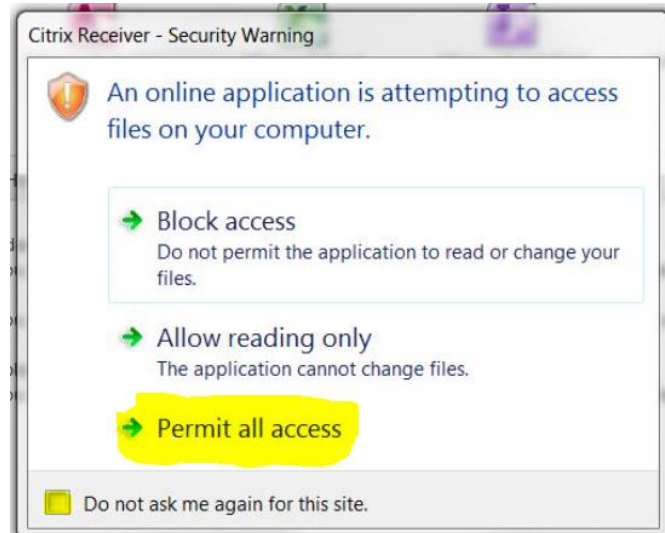 Citrix Receiver - Security Warning
An online application is attempting to access
files on your computer.
Block access
Do not permit the application to read or change your
files.
Allow reading only
The application cannot change files.
Permit all access
Do not ask me again for this site.